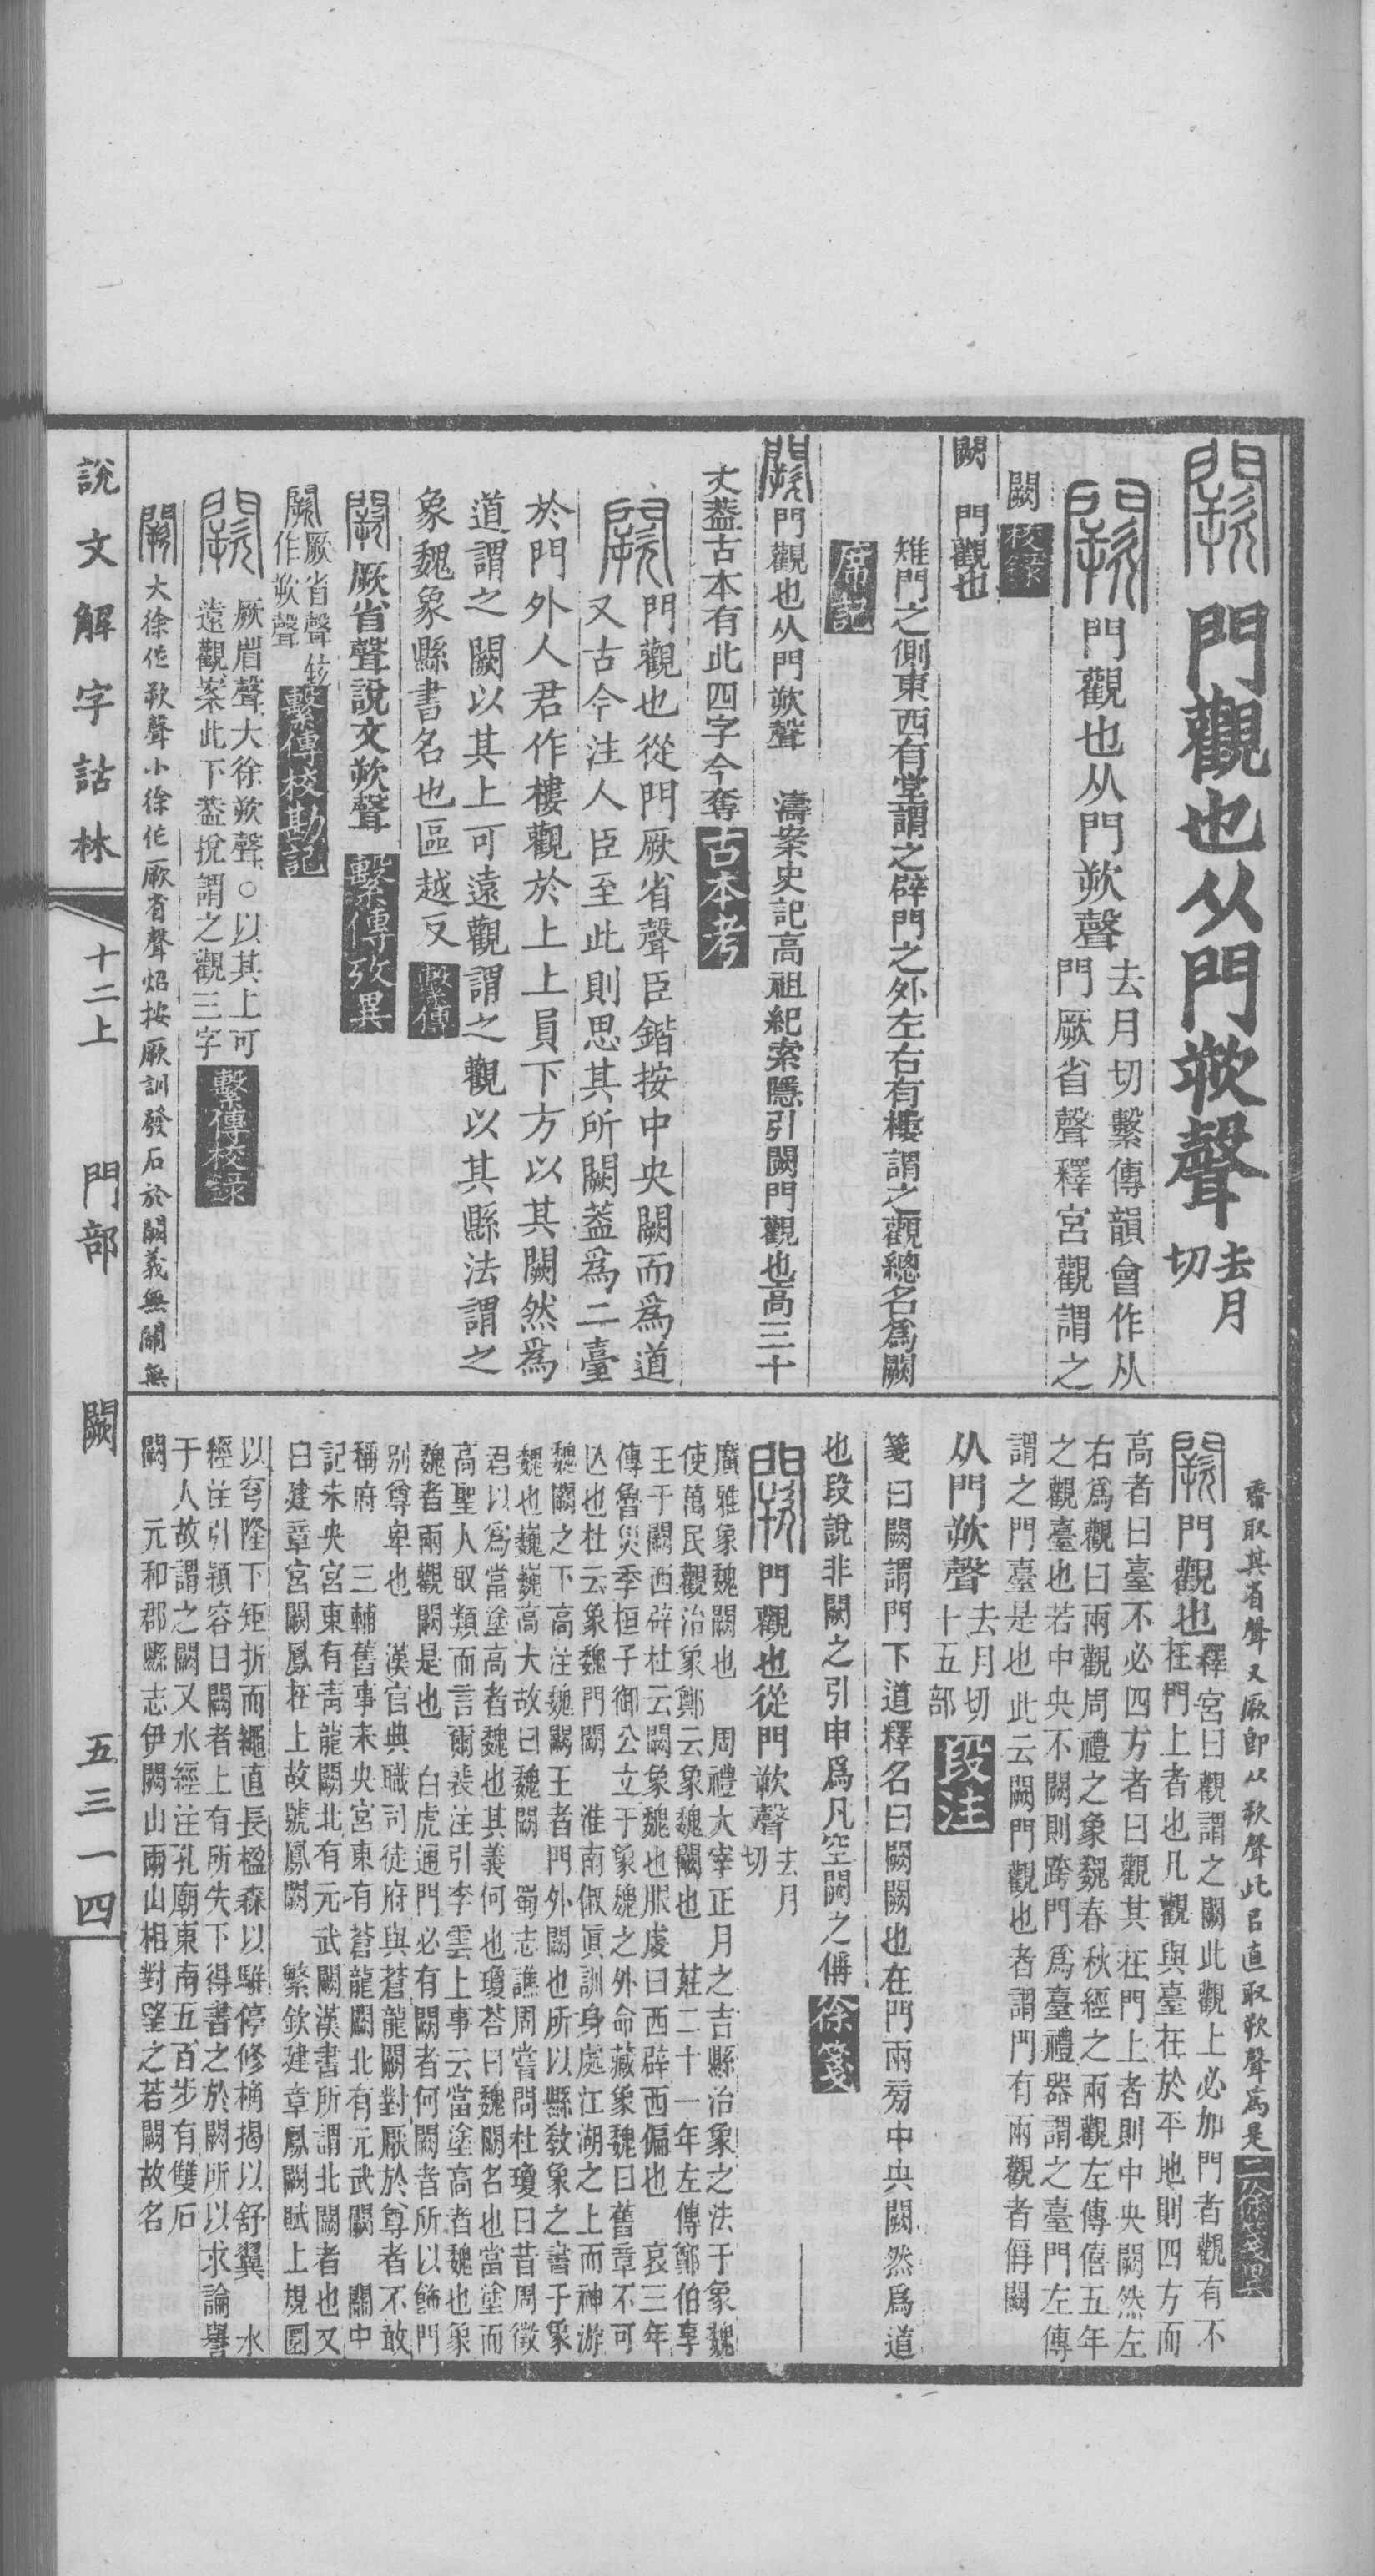 闕門觀也从門欮聲去月
切
闕門觀也从門欮聲去月切繫傳韻會作从
門厥省聲釋宮觀謂之
闕校錄
闕　門觀也
雉門之側東西有堂謂之辟門之外左右有樓謂之觀總名爲闕
席記
闕門觀也从門欮聲　濤案史記高祖紀索隱引闕門觀也高三十
丈葢古本有此四字今奪古本考
闕門觀也從門厥省聲臣鍇按中央闕而爲道
又古今注人臣至此則思其所闕葢爲二臺
於門外人君作樓觀於上上員下方以其闕然爲
道謂之闕以其上可遠觀謂之觀以其縣法謂之
象魏象縣書名也區越反繫傳
闕厥省聲說文欮聲繫傳攷異
闕厥省聲鉉
作欮聲繫傳校勘記
闕厥眉聲大徐欮聲○以其上可
遠觀案此下葢挩謂之觀三字繫傳校錄
闕大徐作欮聲小徐作厥省聲炤按厥訓發石於闕義無關無
庸取其省聲又厥卽从欮聲此㠯直取欮聲爲是二徐箋異
闕門觀也釋宮曰觀謂之闕此觀上必加門者觀有不
在門上者也凡觀與臺在於平地則四方而
高者曰臺不必四方者曰觀其在門上者則中央闕然左
右爲觀曰兩觀周禮之象魏春秋經之兩觀左傳僖五年
之觀臺也若中央不闕則跨門爲臺禮器謂之臺門左傳
謂之門臺是也此云闕門觀也者謂門有兩觀者偁闕
从門欮聲去月切
十五部段注
箋曰闕謂門下道釋名曰闕闕也在門兩旁中央闕然爲道
也段說非闕之引申爲凡空闕之偁徐箋
闕門觀也從門欮聲去月
切
廣雅象魏闕也　周禮大宰正月之吉縣治象之法于象魏
使萬民觀治象鄭云象魏闕也　莊二十一年左傳鄭伯享
王于闕西辟杜云闕象魏也服虔曰西辟西偏也　哀三年
傳魯災季桓子御公立于象魏之外命藏象魏曰舊章不可
亾也杜云象魏門闕　淮南俶眞訓身處江湖之上而神游
魏闕之下高注魏闕王者門外闕也所以縣敎象之書于象
魏也巍巍高大故曰魏闕　蜀志譙周嘗問杜瓊曰昔周徵
君以爲當塗高者魏也其義何也瓊荅曰魏闕名也當塗而
高聖人取類而言爾裴注引李雲上事云當塗高者魏也象
魏者兩觀闕是也　白虎通門必有闕者何闕者所以飾門
別尊卑也　漢官典職司徒府與蒼龍闕對厭於尊者不敢
稱府　三輔舊事未央宮東有蒼龍闕北有元武闕　關中
記未央宮東有靑龍闕北有元武闕漢書所謂北闕者也又
曰建章宮闕鳳在上故號鳳闕　繁欽建章鳳闕賦上規圜
以穹隆下矩折而繩直長楹森以騈停修桷揭以舒翼　水
經注引穎容曰闕者上有所失下得書之於闕所以求論譽
于人故謂之闕又水經注孔廟東南五百步有雙石
闕　元和郡縣志伊闕山兩山相對望之若闕故名
說文解字詁林　十二上　門部　闕　五三一四